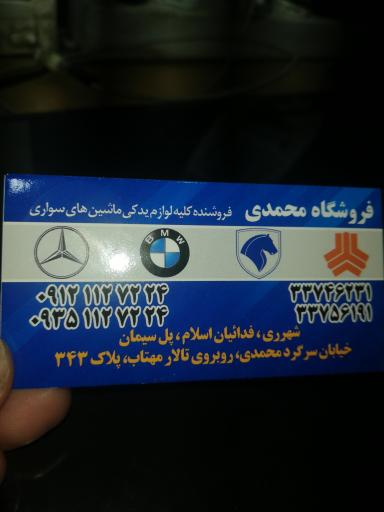 فروشگاه محمدی فروشنده کلیه لوازم یدکی ماشین های سواری
BMW
۳۳۷۴۶۲۳۱ ۰۹۱۲ ۱۱۲ ۷۲ ۲۴
۳۳۷۵۶۱۹۱ ۰۹۳۵ ۱۱۲ ۷۲ ۲۴
شهرری، فدائیان اسلام، پل سیمان
خیابان سرگرد محمدی، روبروی تالار مهتاب، پلاک ۳۴۳